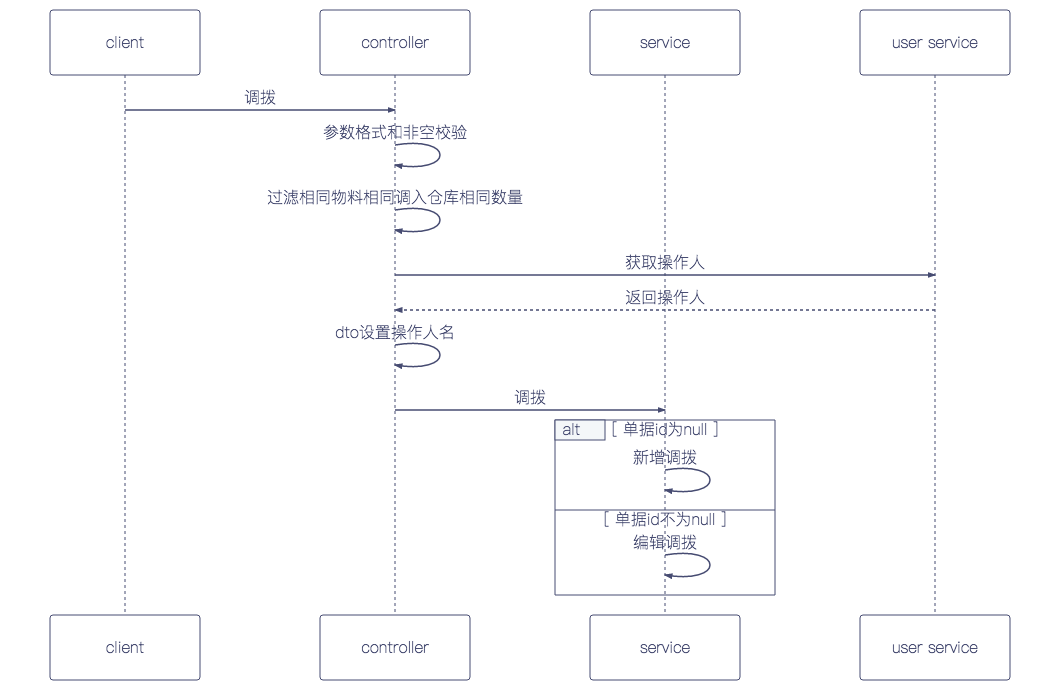 client
controller
service
user service
调拨
参数格式和非空校验
过滤相同物料相同调入仓库相同数量
获取操作人
返回操作人
dto设置操作人名
调拨
alt
[ 单据id为null ]
新增调拨
[ 单据id不为null ]
编辑调拨
client
controller
service
user service